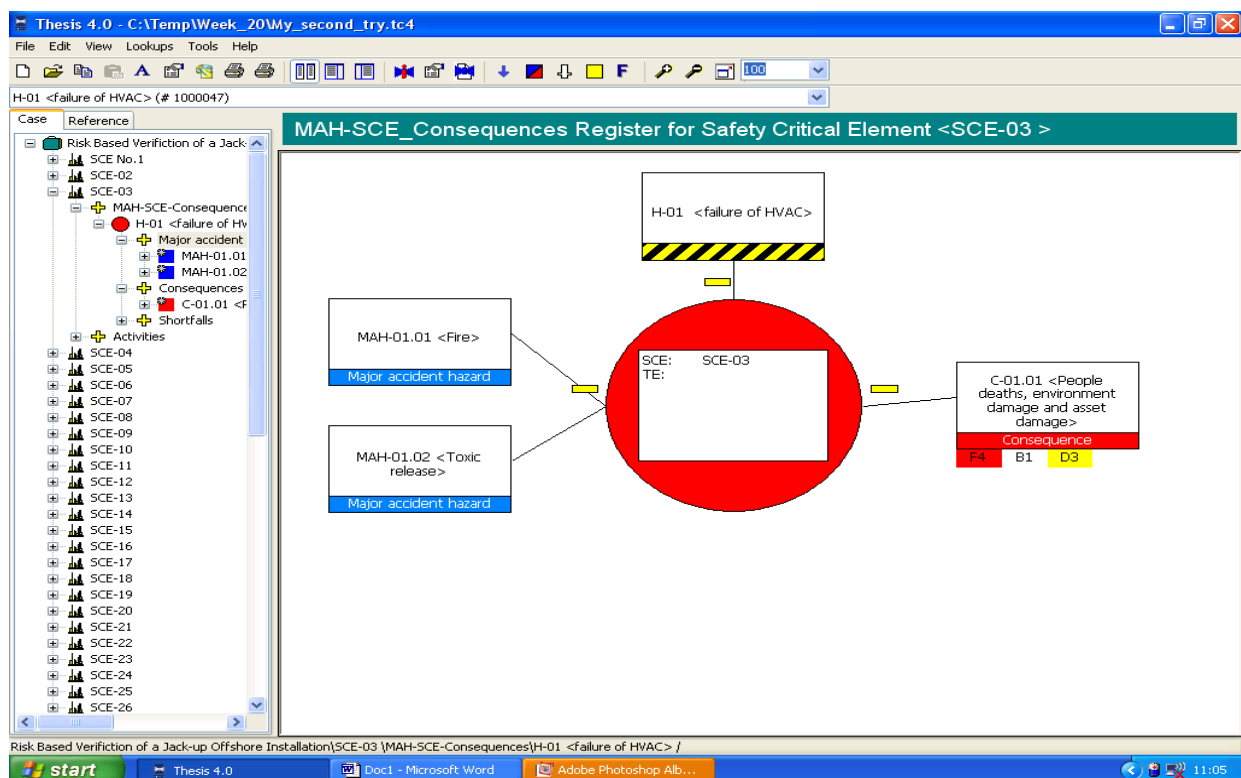 Thesis 4.0 - C:\Temp\Week_20\My_second_try.tc4
File Edit View Lookups Tools Help
A F 100
H-01 <failure of HVAC> (# 1000047)
Case Reference
Risk Based Verifiction of a Jack-
SCE No.1
SCE-02
SCE-03
MAH-SCE-Consequence
H-01 <failure of HV
Major accident
MAH-01.01
MAH-01.02
Consequences
C-01.01 <F
Shortfalls
Activities
SCE-04
SCE-05
SCE-06
SCE-07
SCE-08
SCE-09
SCE-10
SCE-11
SCE-12
SCE-13
SCE-14
SCE-15
SCE-16
SCE-17
SCE-18
SCE-19
SCE-20
SCE-21
SCE-22
SCE-23
SCE-24
SCE-25
SCE-26
MAH-SCE_Consequences Register for Safety Critical Element <SCE-03 >
H-01 <failure of HVAC>
MAH-01.01 <Fire>
Major accident hazard
MAH-01.02 <Toxic
release>
Major accident hazard
SCE: SCE-03
TE:
C-01.01 <People
deaths, environment
damage and asset
damage>
Consequence
F4 B1 D3
Risk Based Verifiction of a Jack-up Offshore Installation\SCE-03 \MAH-SCE-Consequences\H-01 <failure of HVAC> /
start Thesis 4.0 Doc1 - Microsoft Word Adobe Photoshop Alb... 11:05